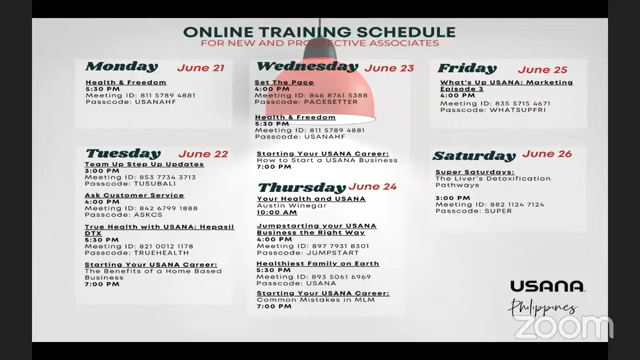 ONLINE TRAINING SCHEDULE
FOR NEW AND PROSPECTIVE ASSOCIATES
Monday June 21
Health & Freedom
5:30 PM
Meeting ID: 811 5789 4881
Passcode: USANAHF
Tuesday June 22
Team Up Step Up Updates
3:00 PM
Meeting ID: 853 7734 3713
Passcode: TUSUBALI
Ask Customer Service
4:00 PM
Meeting ID: 842 6799 1888
Passcode: ASKCS
True Health with USANA: Hepasil
DTX
5:30 PM
Meeting ID: 821 0012 1178
Passcode: TRUEHEALTH
Starting Your USANA Career:
The Benefits of a Home Based
Business
7:00 PM
Wednesday June 23
Set The Pace
4:00 PM
Meeting ID: 846 8761 5388
Passcode: PACESETTER
Health & Freedom
5:30 PM
Meeting ID: 811 5789 4881
Passcode: USANAHF
Starting Your USANA Career:
How to Start a USANA Business
7:00 PM
Thursday June 24
Your Health and USANA
Austin Winegar
10:00 AM
Jumpstarting your USANA
Business the Right Way
4:00 PM
Meeting ID: 897 7931 8301
Passcode: JUMPSTART
Healthiest Family on Earth
5:30 PM
Meeting ID: 893 5061 6969
Passcode: USANA
Starting Your USANA Career:
Common Mistakes in MLM
7:00 PM
Friday June 25
What's Up USANA: Marketing
Episode 3
4:00 PM
Meeting ID: 835 5715 4671
Passcode: WHATSUPFRI
Saturday June 26
Super Saturdays:
The Liver's Detoxification
Pathways
3:00 PM
Meeting ID: 882 1124 7124
Passcode: SUPER
USANA
Philippines
zoom